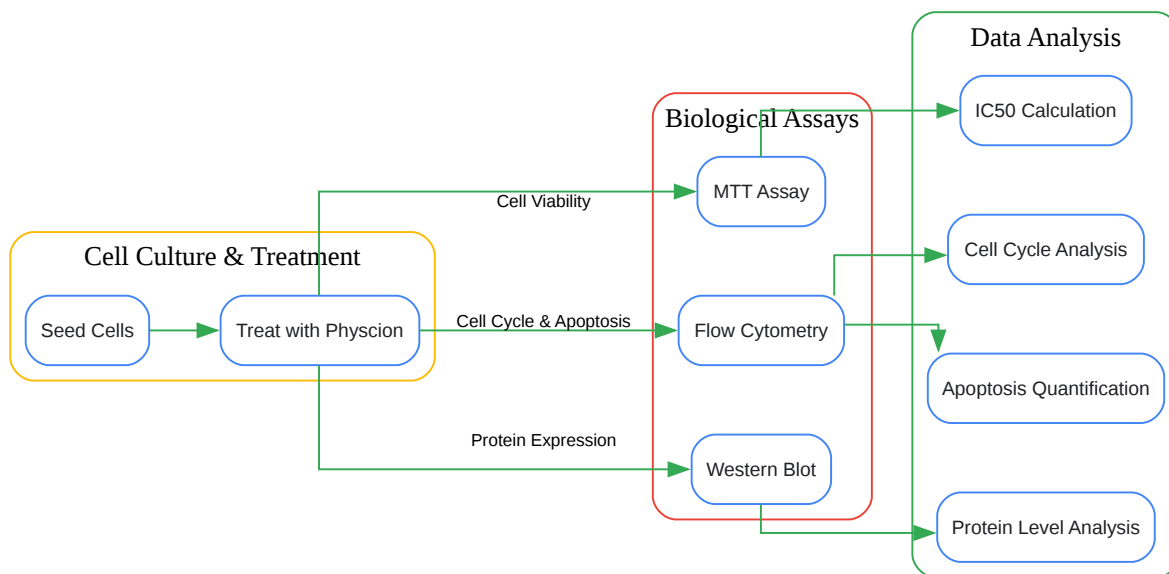 Cell Culture & Treatment
Seed Cells
Treat with Physcion
Cell Viability
Cell Cycle & Apoptosis
Protein Expression
Biological Assays
MTT Assay
Flow Cytometry
Western Blot
Data Analysis
IC50 Calculation
Cell Cycle Analysis
Apoptosis Quantification
Protein Level Analysis